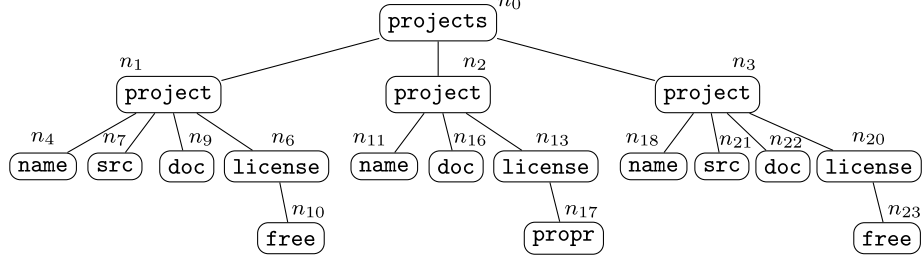 n0
projects
n1 n2 n3
project project project
n4 n7 n9 n6 n11 n16 n13 n18 n21 n22 n20
name src doc license name doc license name src doc license
n10 n17 n23
free propr free